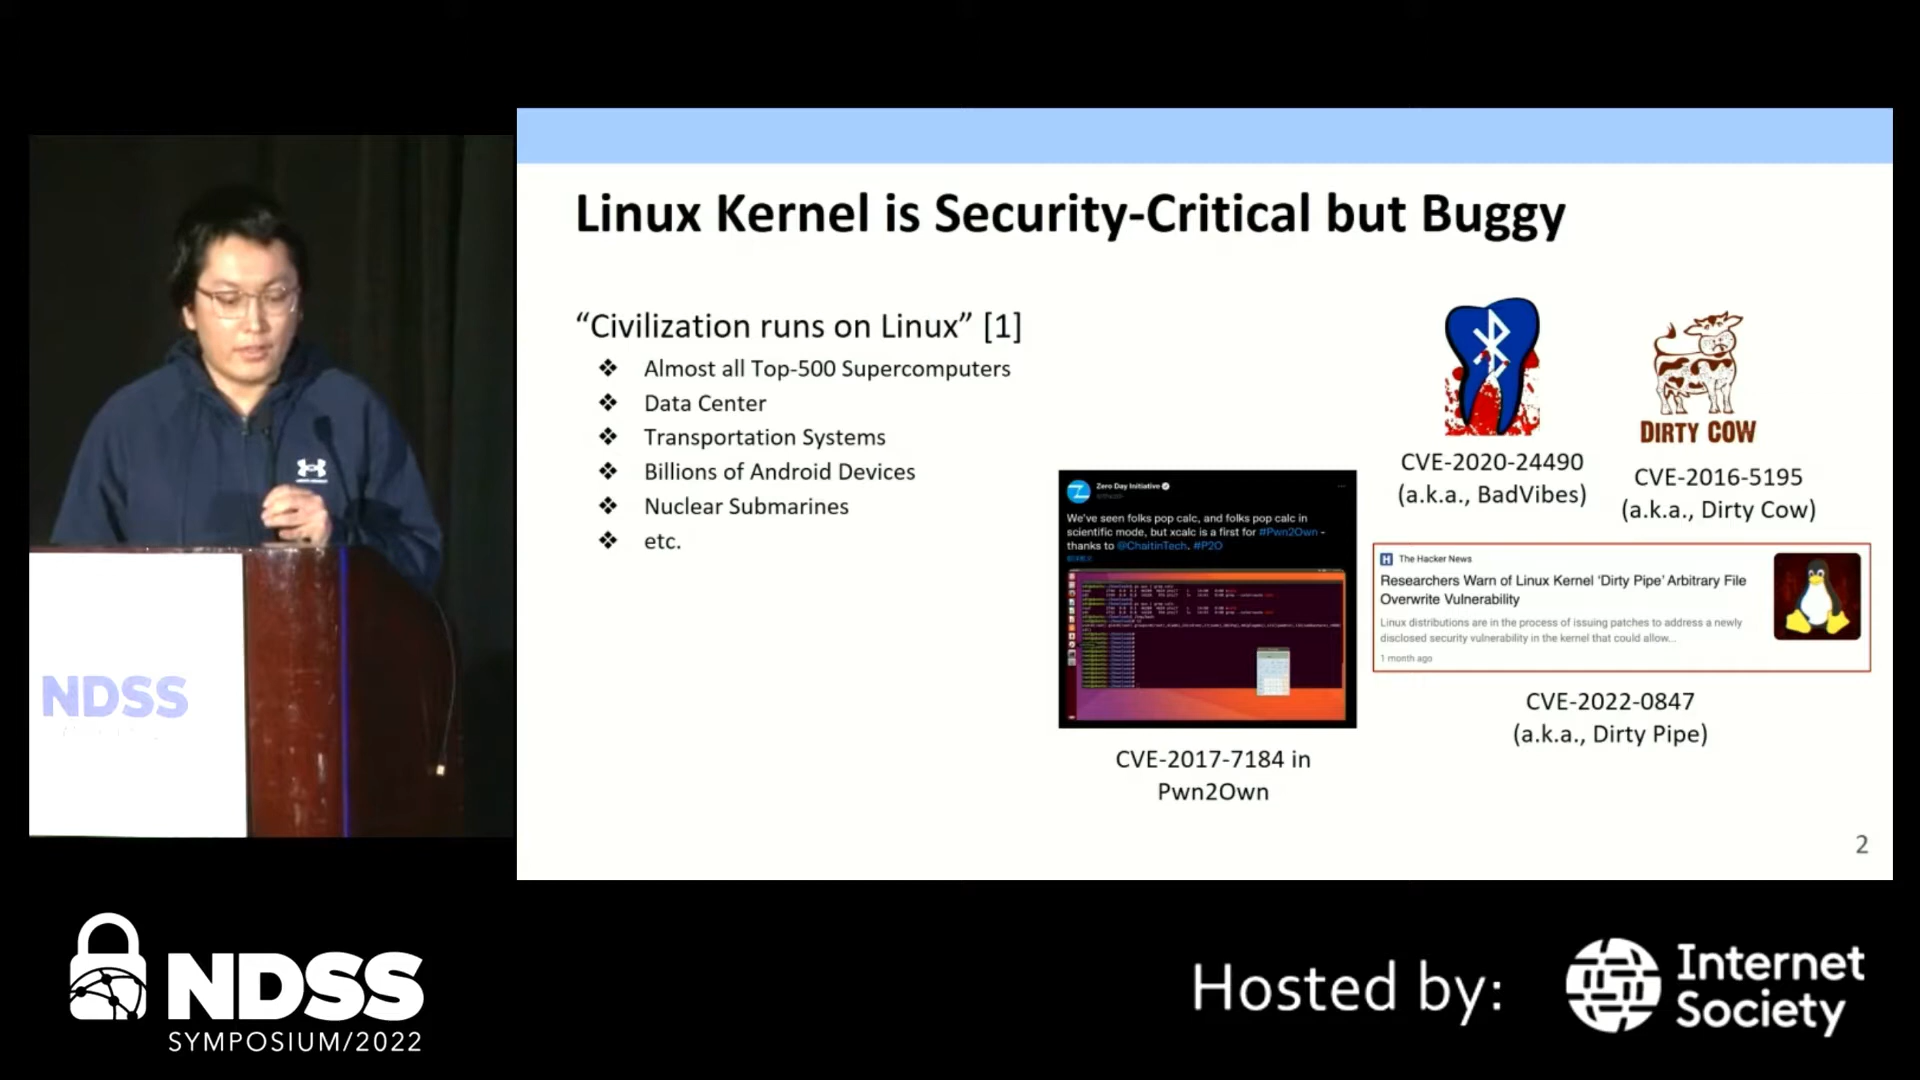 Linux Kernel is Security-Critical but Buggy
“Civilization runs on Linux” [1]
❖ Almost all Top-500 Supercomputers
❖ Data Center
❖ Transportation Systems
❖ Billions of Android Devices
❖ Nuclear Submarines
❖ etc.
CVE-2020-24490
(a.k.a., BadVibes)
DIRTY COW
CVE-2016-5195
(a.k.a., Dirty Cow)
Zero Day Initiative
We've seen folks pop calc, and folks pop calc in
scientific mode, but xcalc is a first for #Pwn2Own -
thanks to @ChaitinTech. #P2O
CVE-2017-7184 in
Pwn2Own
The Hacker News
Researchers Warn of Linux Kernel ‘Dirty Pipe’ Arbitrary File
Overwrite Vulnerability
Linux distributions are in the process of issuing patches to address a newly
disclosed security vulnerability in the kernel that could allow...
1 month ago
CVE-2022-0847
(a.k.a., Dirty Pipe)
2
NDSS
NDSS
SYMPOSIUM/2022
Hosted by:
Internet
Society